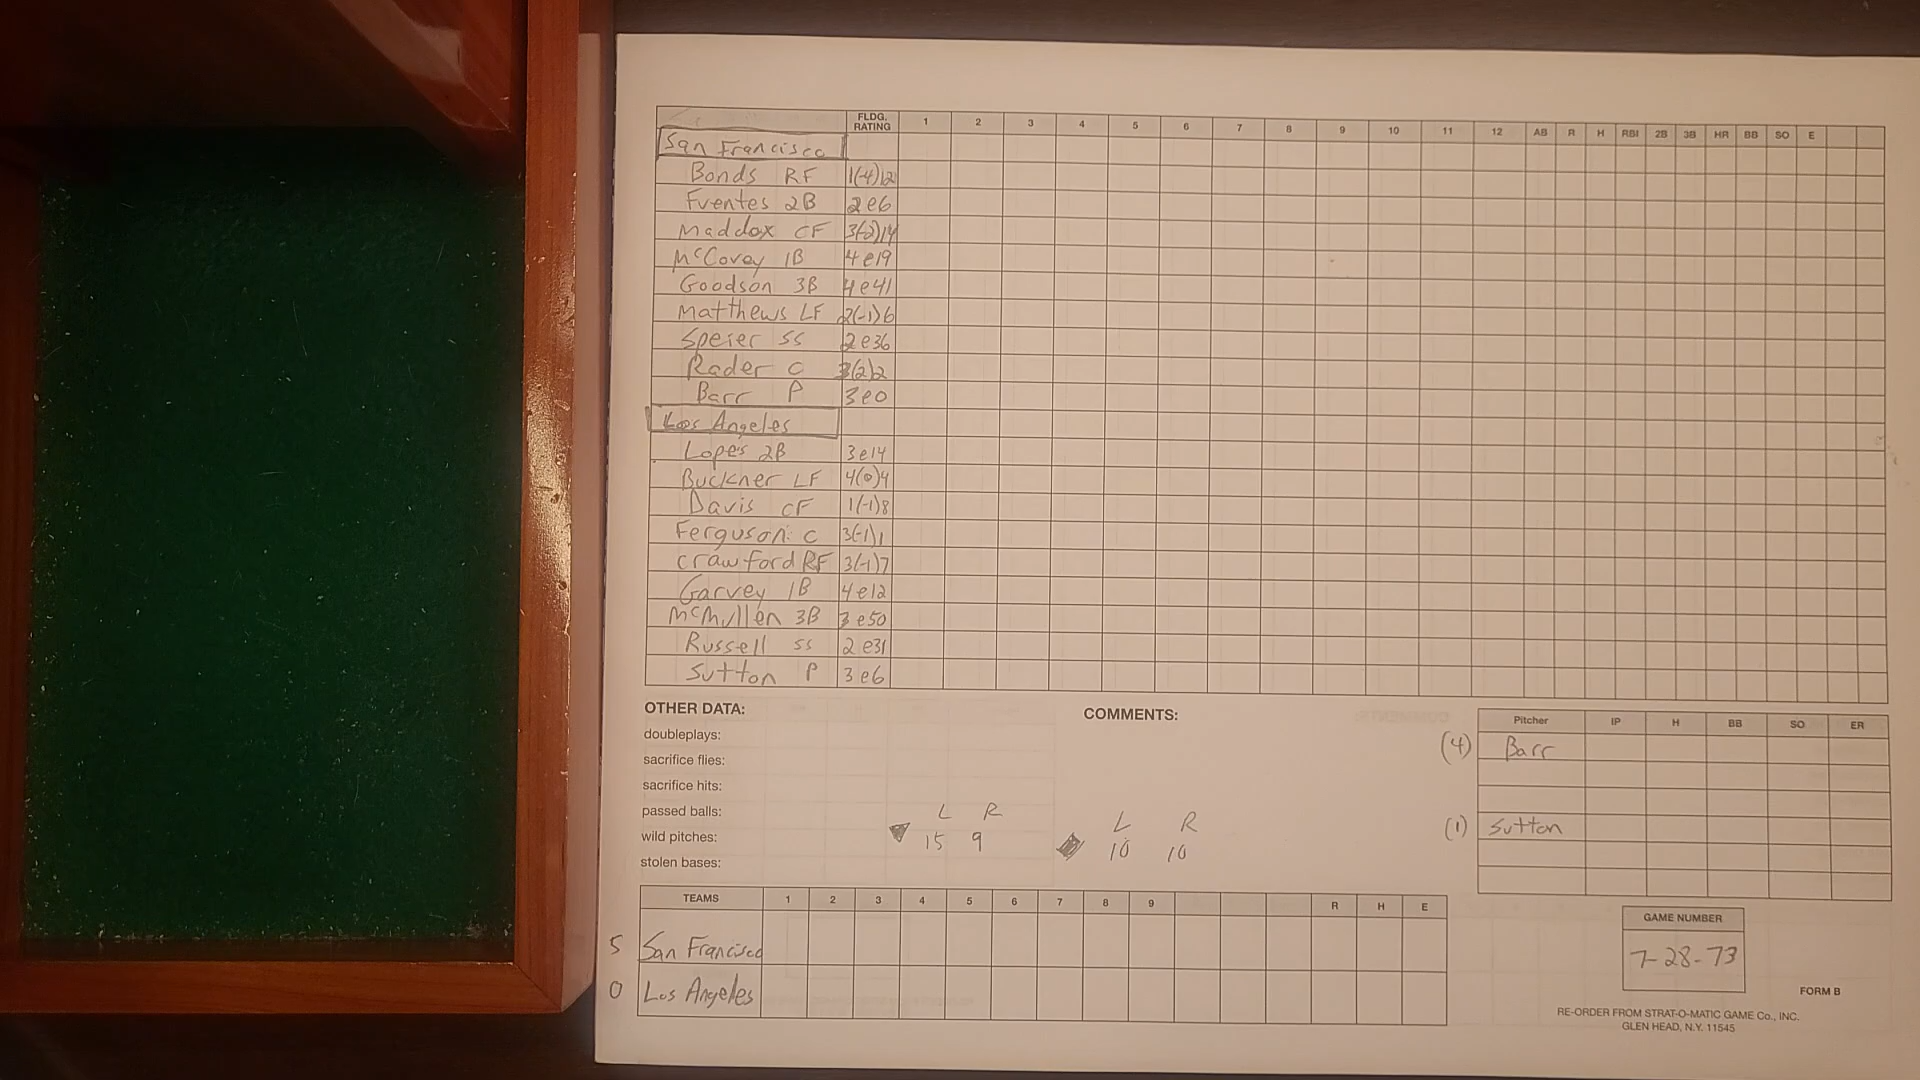 FLDG. RATING 1 2 3 4 5 6 7 8 9 10 11 12 AB R H RBI 2B 3B HR BB SO E
San Francisco
Bonds RF 1(-4)12
Fuentes 2B 2e6
Maddox CF 3(-2)14
McCovey 1B 4e19
Goodson 3B 4e41
Matthews LF 2(-1)6
Speier SS 2e36
Rader C 3(2)2
Barr P 3e0
Los Angeles
Lopes 2B 3e14
Buckner LF 4(0)4
Davis CF 1(-1)8
Ferguson C 3(-1)1
Crawford RF 3(-1)7
Garvey 1B 4e12
McMullen 3B 3e50
Russell SS 2e31
Sutton P 3e6
OTHER DATA:
doubleplays:
sacrifice flies:
sacrifice hits:
passed balls:
wild pitches:
stolen bases:
L R
15 9
COMMENTS:
L R
10 10
Pitcher IP H BB SO ER
(4) Barr
(1) Sutton
TEAMS 1 2 3 4 5 6 7 8 9 R H E
5 San Francisco
0 Los Angeles
GAME NUMBER
7-28-73
FORM B
RE-ORDER FROM STRAT-O-MATIC GAME Co., INC.
GLEN HEAD, N.Y. 11545